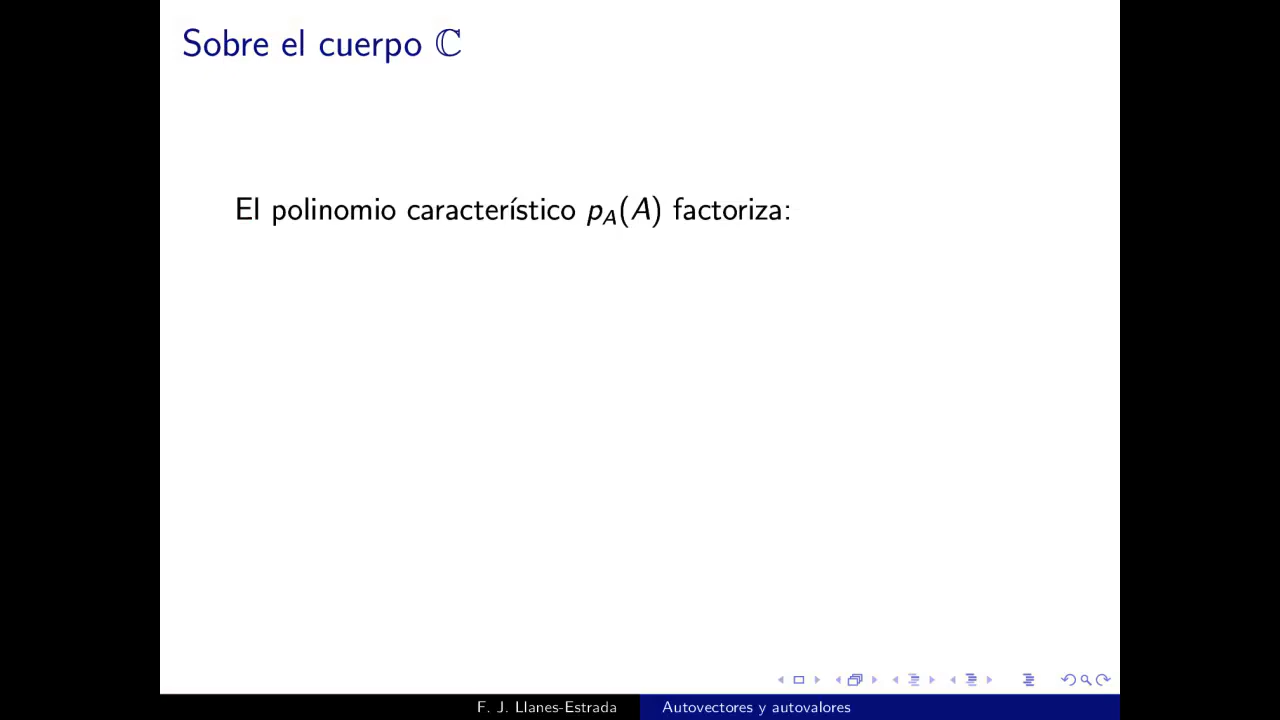 Sobre el cuerpo ℂ
El polinomio característico p_A(A) factoriza:
F. J. Llanes-Estrada Autovectores y autovalores